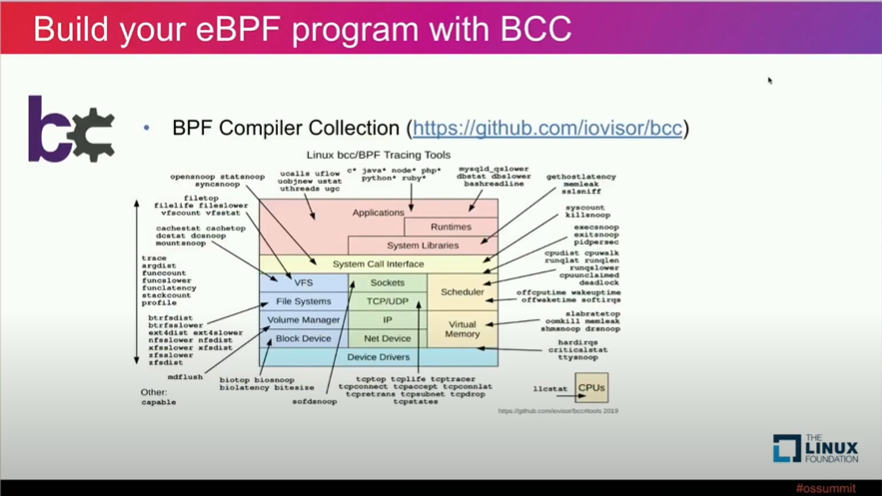 Build your eBPF program with BCC
bc
• BPF Compiler Collection (https://github.com/iovisor/bcc)
Linux bcc/BPF Tracing Tools
opensnoop statsnoop
syncsnoop
ucalls uflow
uobjnew ustat
uthreads ugc
c* java* node* php*
python* ruby*
mysqld_qslower
dbstat dbslower
bashreadline
gethostlatency
memleak
sslsniff
filetop
filelife fileslower
vfscount vfsstat
syscount
killsnoop
cachestat cachetop
dcstat dcsnoop
mountsnoop
execsnoop
exitsnoop
pidpersec
trace
argdist
funccount
funcslower
funclatency
stackcount
profile
cpudist cpuwalk
runqlat runqlen
runqslower
cpuunclaimed
deadlock
offcputime wakeuptime
offwaketime softirqs
btrfsdist
btrfsslower
ext4dist ext4slower
nfsslower nfsdist
xfsslower xfsdist
zfsslower
zfsdist
slabratetop
oomkill memleak
shmsnoop drsnoop
hardirqs
criticalstat
ttysnoop
Applications
Runtimes
System Libraries
System Call Interface
VFS
Sockets
Scheduler
File Systems
TCP/UDP
Volume Manager
IP
Virtual
Memory
Block Device
Net Device
Device Drivers
mdflush
biotop biosnoop
biolatency bitesize
tcptop tcplife tcptracer
tcpconnect tcpaccept tcpconnlat
tcpretrans tcpsubnet tcpdrop
tcpstates
sofdsnoop
Other:
capable
llcstat
CPUs
https://github.com/iovisor/bcc#tools 2019
THE
LINUX
FOUNDATION
#ossummit